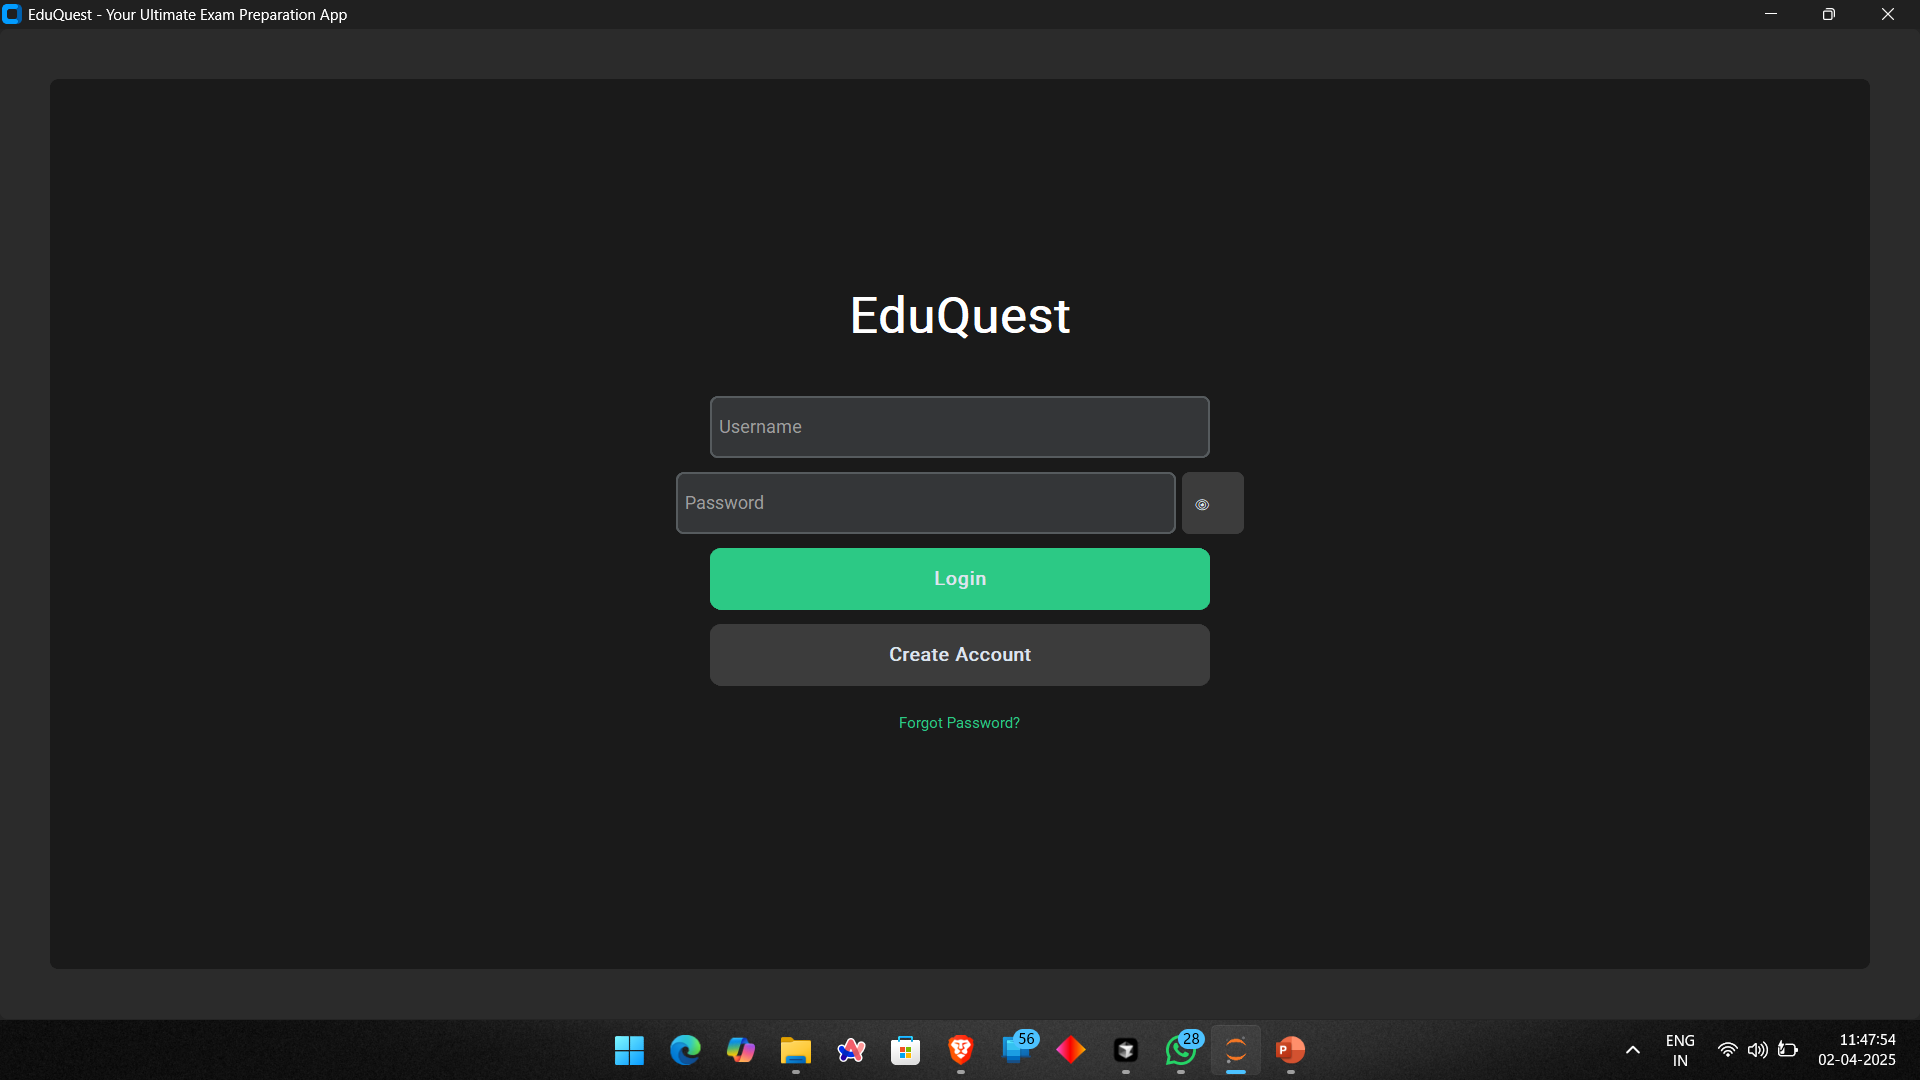 EduQuest - Your Ultimate Exam Preparation App
EduQuest
Username
Password
Login
Create Account
Forgot Password?
56
28
P
ENG
IN
11:47:54
02-04-2025